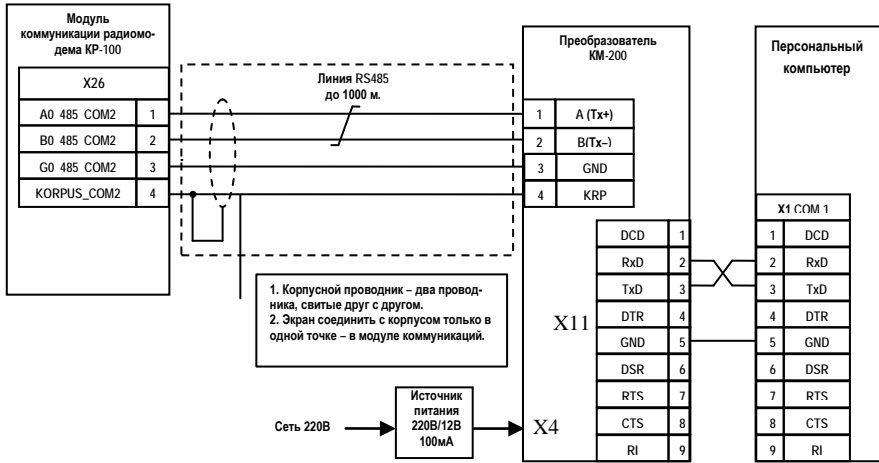 Модуль
коммуникации радиомо-
дема КР-100
X26
A0 485 COM2 1
B0 485 COM2 2
G0 485 COM2 3
KORPUS_COM2 4
Линия RS485
до 1000 м.
Преобразователь
КМ-200
1 A (Tx+)
2 B(Tx–)
3 GND
4 KRP
Персональный
компьютер
1. Корпусной проводник – два провод-
ника, свитые друг с другом.
2. Экран соединить с корпусом только в
одной точке – в модуле коммуникаций.
X11
DCD 1
RxD 2
TxD 3
DTR 4
GND 5
DSR 6
RTS 7
CTS 8
RI 9
X1 COM 1
1 DCD
2 RxD
3 TxD
4 DTR
5 GND
6 DSR
7 RTS
8 CTS
9 RI
Сеть 220В
Источник
питания
220В/12В
100мА
X4